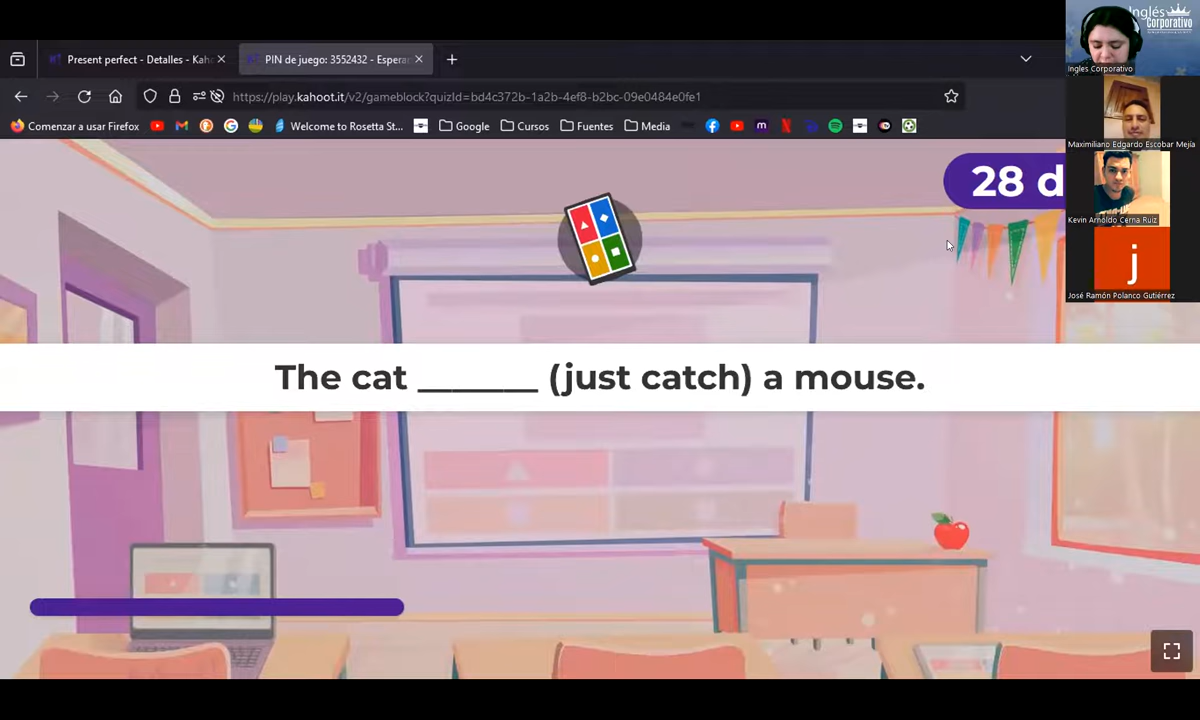 Present perfect - Detalles - Kah
PIN de juego: 3552432 - Espera
https://play.kahoot.it/v2/gameblock?quizId=bd4c372b-1a2b-4ef8-b2bc-09e0484e0fe1
Comenzar a usar Firefox
Welcome to Rosetta St...
Google
Cursos
Fuentes
Media
28 d
The cat _______ (just catch) a mouse.
Inglés
Corporativo
Ingles Corporativo
Maximiliano Edgardo Escobar Mejía
Kevin Arnoldo Cerna Ruiz
j
José Ramón Polanco Gutiérrez